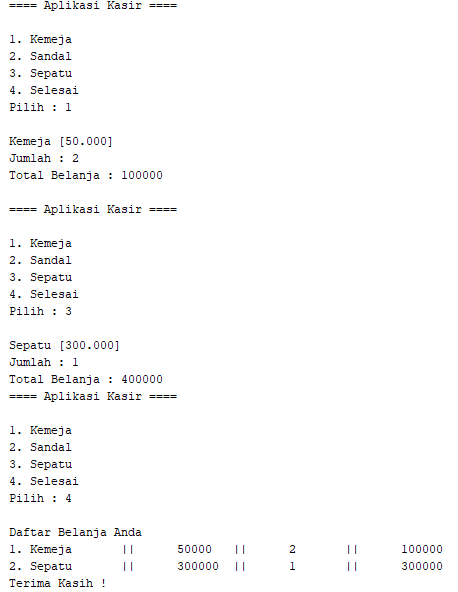 ==== Aplikasi Kasir ====
1. Kemeja
2. Sandal
3. Sepatu
4. Selesai
Pilih : 1
Kemeja [50.000]
Jumlah : 2
Total Belanja : 100000
==== Aplikasi Kasir ====
1. Kemeja
2. Sandal
3. Sepatu
4. Selesai
Pilih : 3
Sepatu [300.000]
Jumlah : 1
Total Belanja : 400000
==== Aplikasi Kasir ====
1. Kemeja
2. Sandal
3. Sepatu
4. Selesai
Pilih : 4
Daftar Belanja Anda
1. Kemeja || 50000 || 2 || 100000
2. Sepatu || 300000 || 1 || 300000
Terima Kasih !